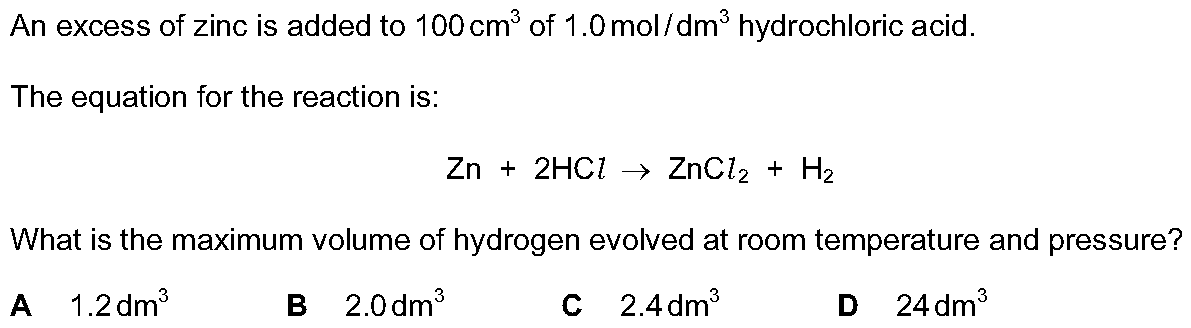 An excess of zinc is added to 100 cm³ of 1.0 mol / dm³ hydrochloric acid.
The equation for the reaction is:
Zn + 2HCl → ZnCl₂ + H₂
What is the maximum volume of hydrogen evolved at room temperature and pressure?
A 1.2 dm³ B 2.0 dm³ C 2.4 dm³ D 24 dm³